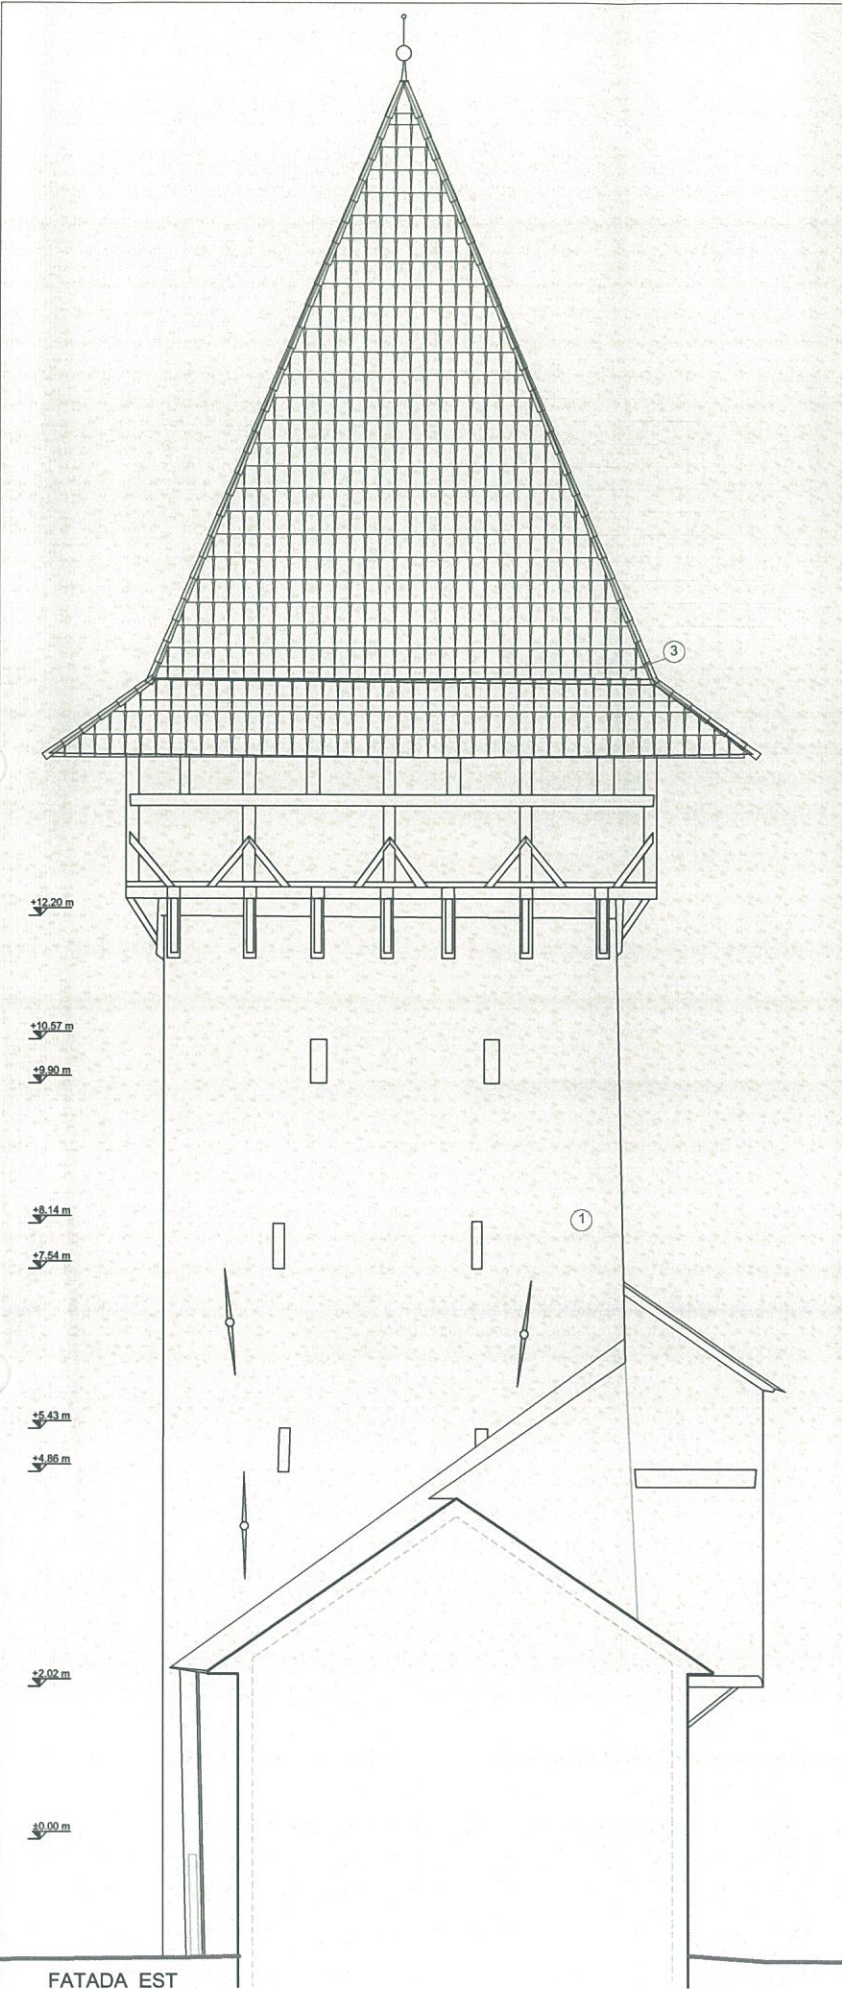 3
+12.20 m
+10.57 m
+9.90 m
+8.14 m
1
+7.54 m
+5.43 m
+4.86 m
+2.02 m
±0.00 m
FATADA EST